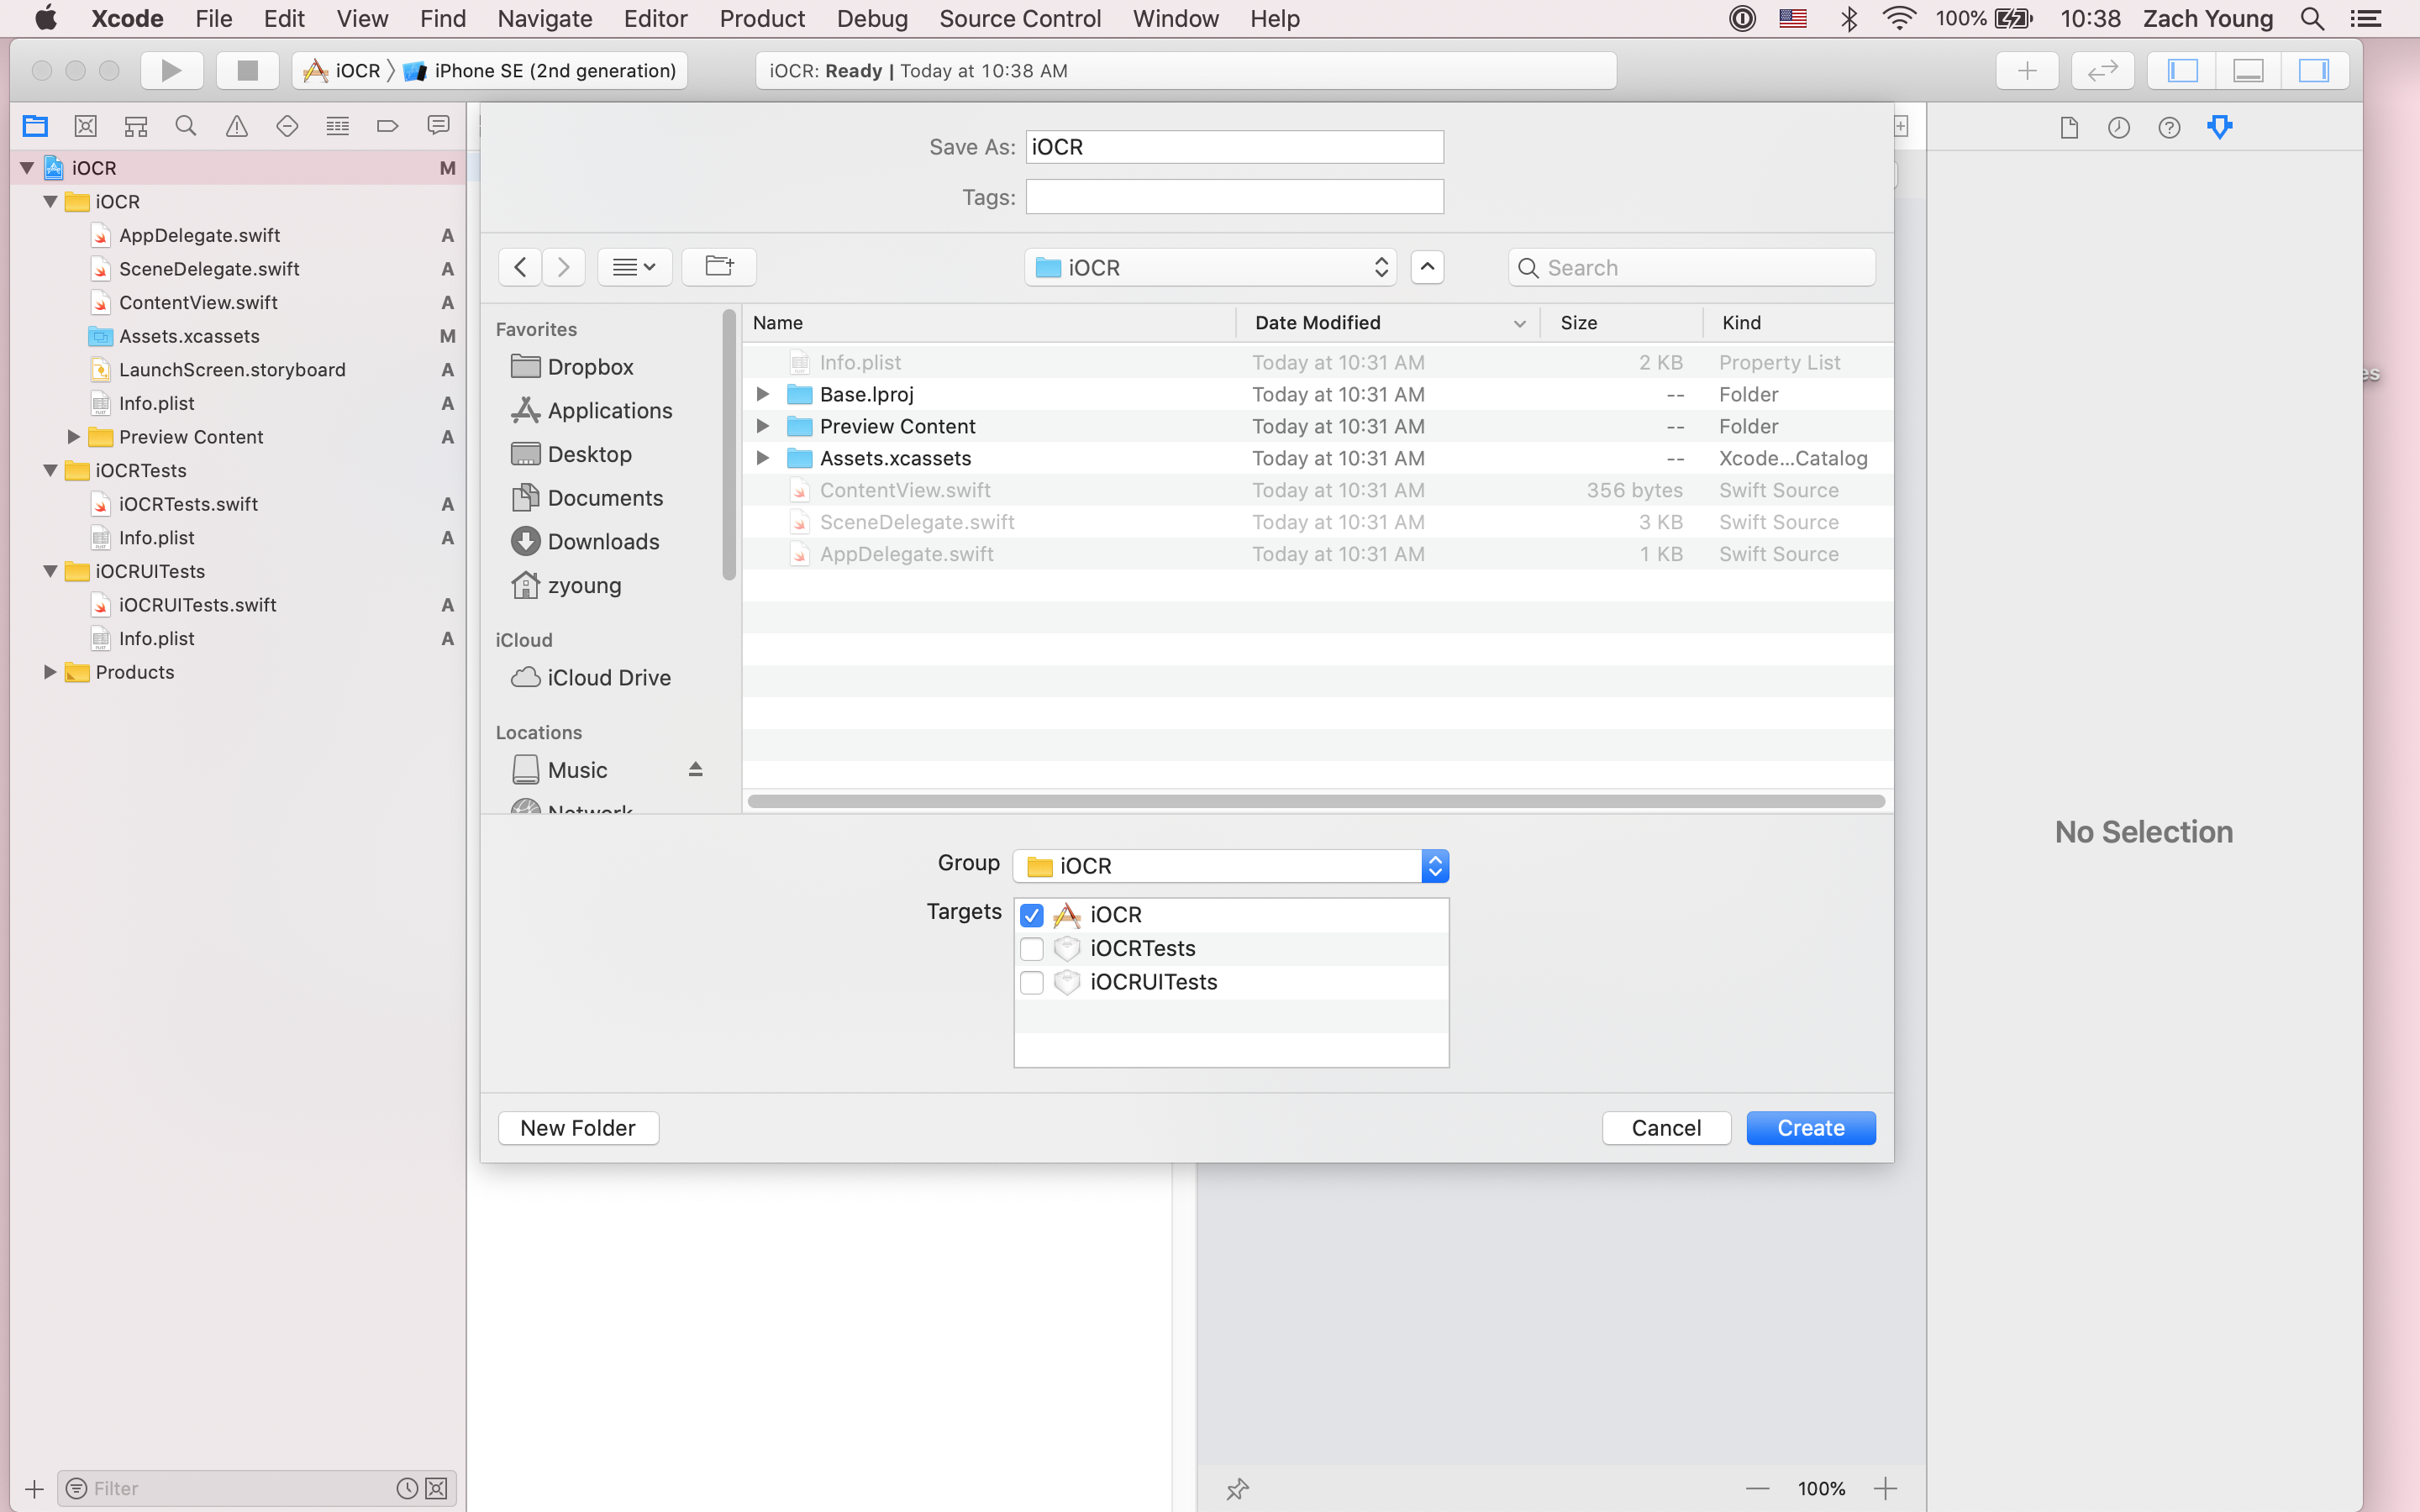 Xcode File Edit View Find Navigate Editor Product Debug Source Control Window Help 100% 10:38 Zach Young
iOCR iPhone SE (2nd generation) iOCR: Ready | Today at 10:38 AM
iOCR M
iOCR
AppDelegate.swift A
SceneDelegate.swift A
ContentView.swift A
Assets.xcassets M
LaunchScreen.storyboard A
Info.plist A
Preview Content A
iOCRTests
iOCRTests.swift A
Info.plist A
iOCRUITests
iOCRUITests.swift A
Info.plist A
Products
Filter
Save As: iOCR
Tags:
iOCR
Search
Favorites
Dropbox
Applications
Desktop
Documents
Downloads
zyoung
iCloud
iCloud Drive
Locations
Music
Network
Name Date Modified Size Kind
Info.plist Today at 10:31 AM 2 KB Property List
Base.lproj Today at 10:31 AM -- Folder
Preview Content Today at 10:31 AM -- Folder
Assets.xcassets Today at 10:31 AM -- Xcode...Catalog
ContentView.swift Today at 10:31 AM 356 bytes Swift Source
SceneDelegate.swift Today at 10:31 AM 3 KB Swift Source
AppDelegate.swift Today at 10:31 AM 1 KB Swift Source
Group iOCR
Targets
iOCR
iOCRTests
iOCRUITests
New Folder Cancel Create
No Selection
100%
es